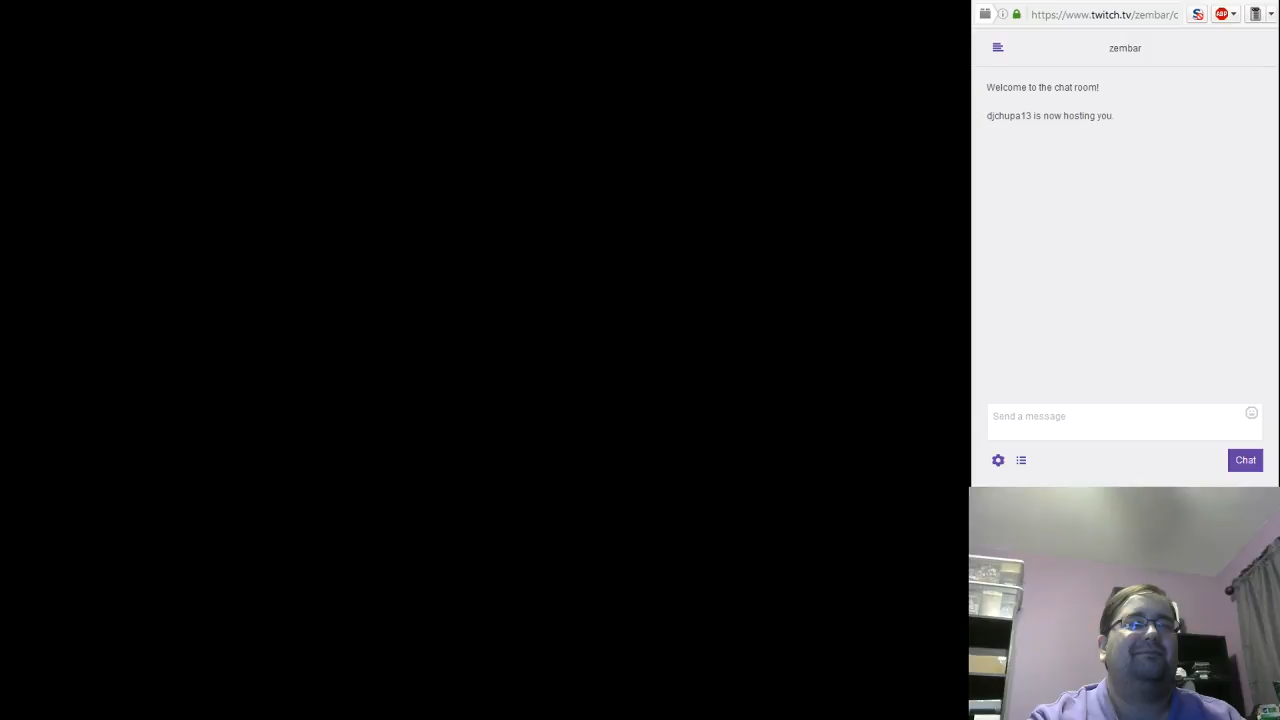 https://www.twitch.tv/zembar/c
ABP
zembar
Welcome to the chat room!
djchupa13 is now hosting you.
Send a message
Chat